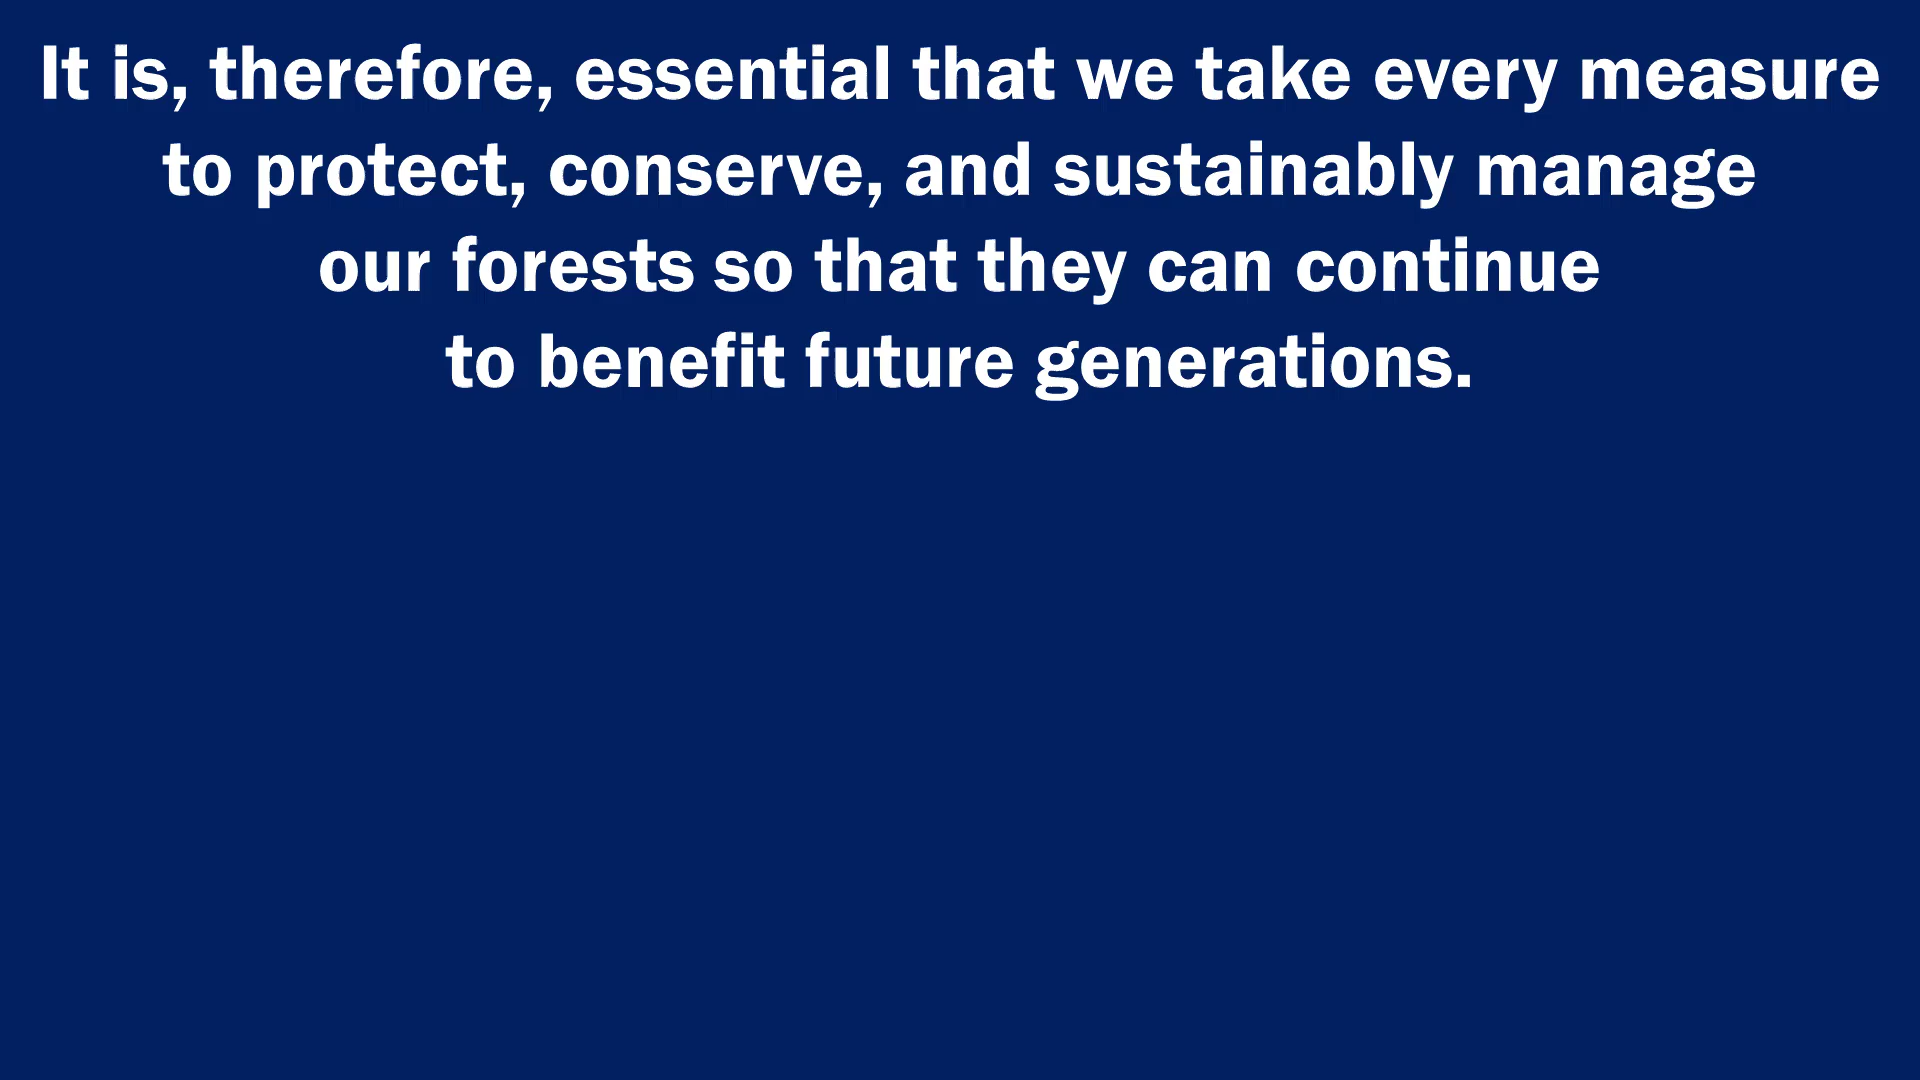 It is, therefore, essential that we take every measure
to protect, conserve, and sustainably manage
our forests so that they can continue
to benefit future generations.